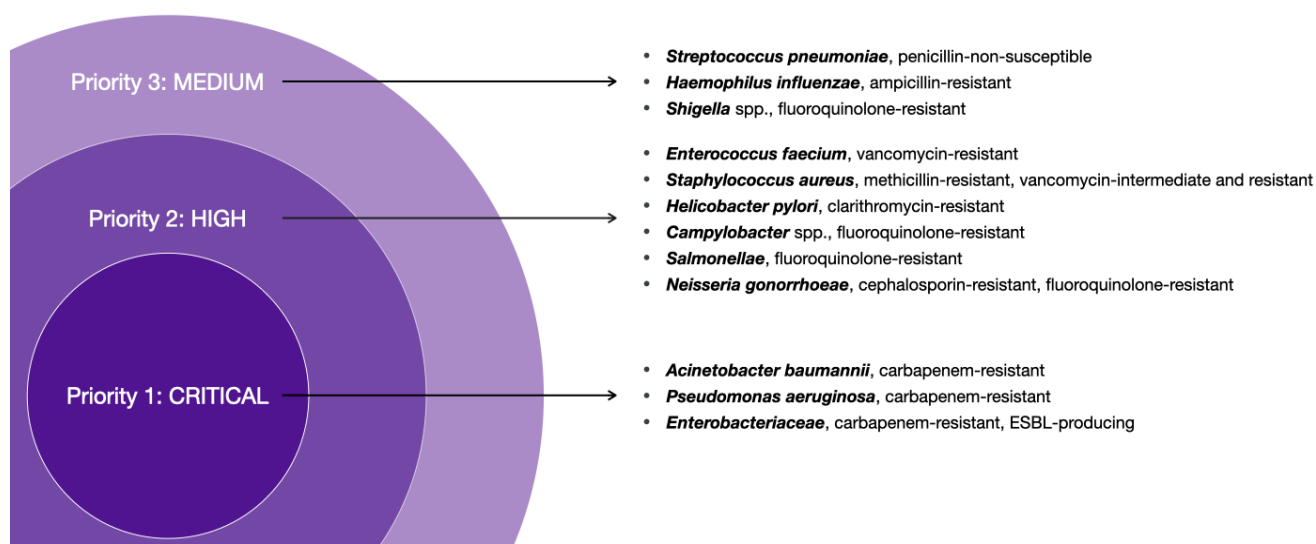 Priority 3: MEDIUM
• Streptococcus pneumoniae, penicillin-non-susceptible
• Haemophilus influenzae, ampicillin-resistant
• Shigella spp., fluoroquinolone-resistant
Priority 2: HIGH
• Enterococcus faecium, vancomycin-resistant
• Staphylococcus aureus, methicillin-resistant, vancomycin-intermediate and resistant
• Helicobacter pylori, clarithromycin-resistant
• Campylobacter spp., fluoroquinolone-resistant
• Salmonellae, fluoroquinolone-resistant
• Neisseria gonorrhoeae, cephalosporin-resistant, fluoroquinolone-resistant
Priority 1: CRITICAL
• Acinetobacter baumannii, carbapenem-resistant
• Pseudomonas aeruginosa, carbapenem-resistant
• Enterobacteriaceae, carbapenem-resistant, ESBL-producing